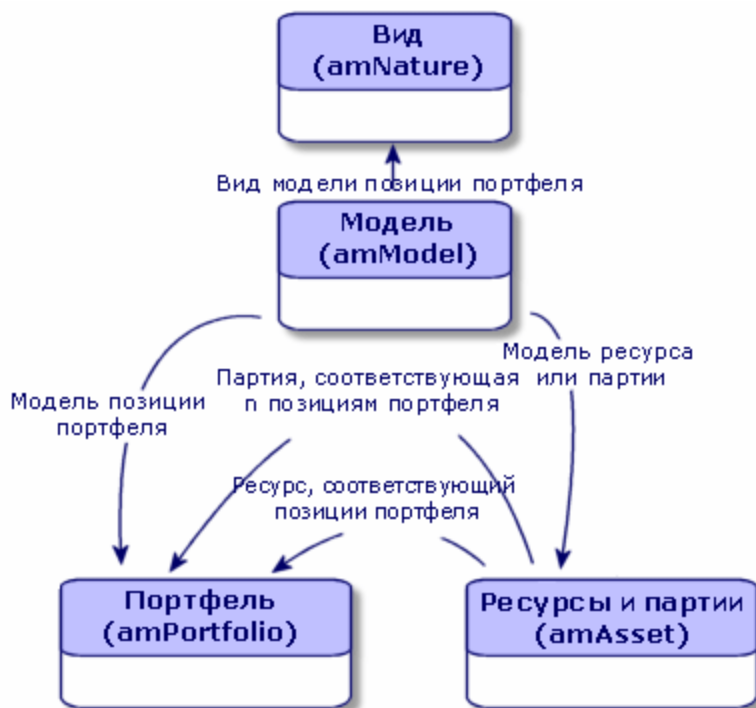 Вид
(amNature)
Вид модели позиции портфеля
Модель
(amModel)
Модель ресурса
или партии
Партия, соответствующая
n позициям портфеля
Модель позиции
портфеля
Ресурс, соответствующий
позиции портфеля
Портфель
(amPortfolio)
Ресурсы и партии
(amAsset)